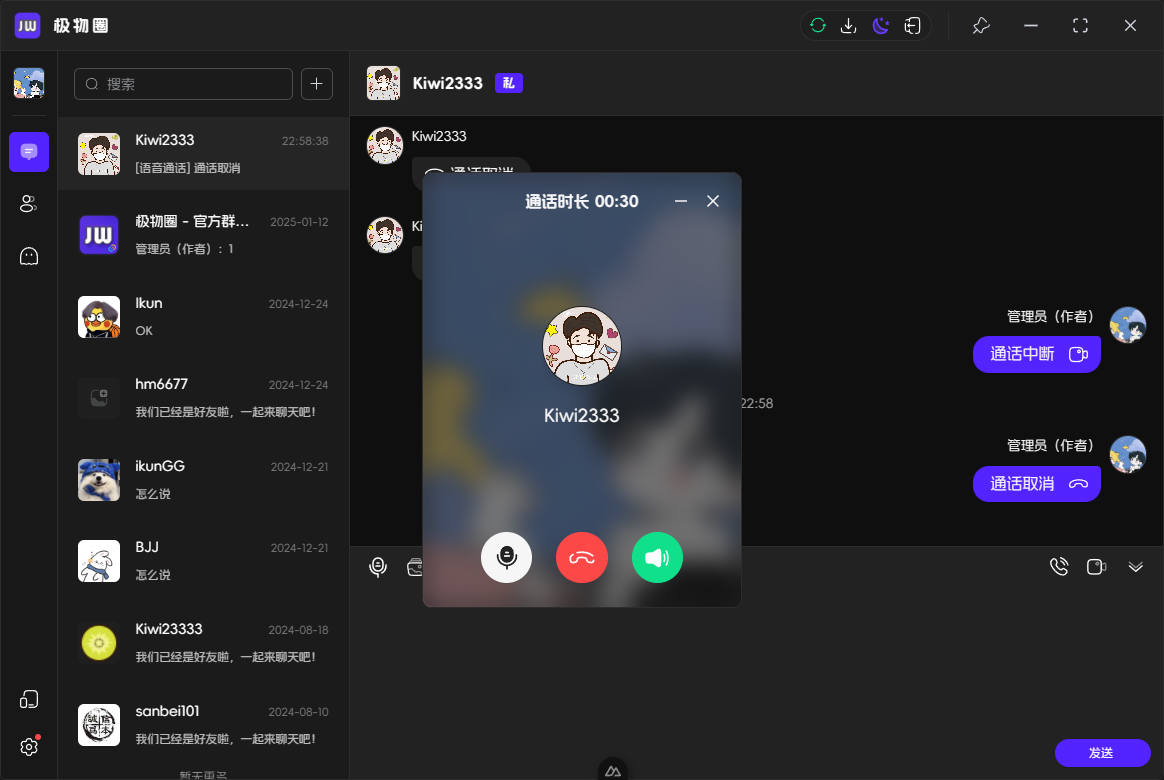 JW 极物圈
搜索
Kiwi2333
22:58:38
[语音通话] 通话取消
JW
极物圈 - 官方群...
2025-01-12
管理员（作者）: 1
Ikun
2024-12-24
OK
hm6677
2024-12-24
我们已经是好友啦，一起来聊天吧！
ikunGG
2024-12-21
怎么说
BJJ
2024-12-21
怎么说
Kiwi23333
2024-08-18
我们已经是好友啦，一起来聊天吧！
sanbei101
2024-08-10
我们已经是好友啦，一起来聊天吧！
暂无更多
Kiwi2333 私
Kiwi2333
通话取消
Ki
通话时长 00:30
Kiwi2333
管理员（作者）
通话中断
22:58
管理员（作者）
通话取消
发送